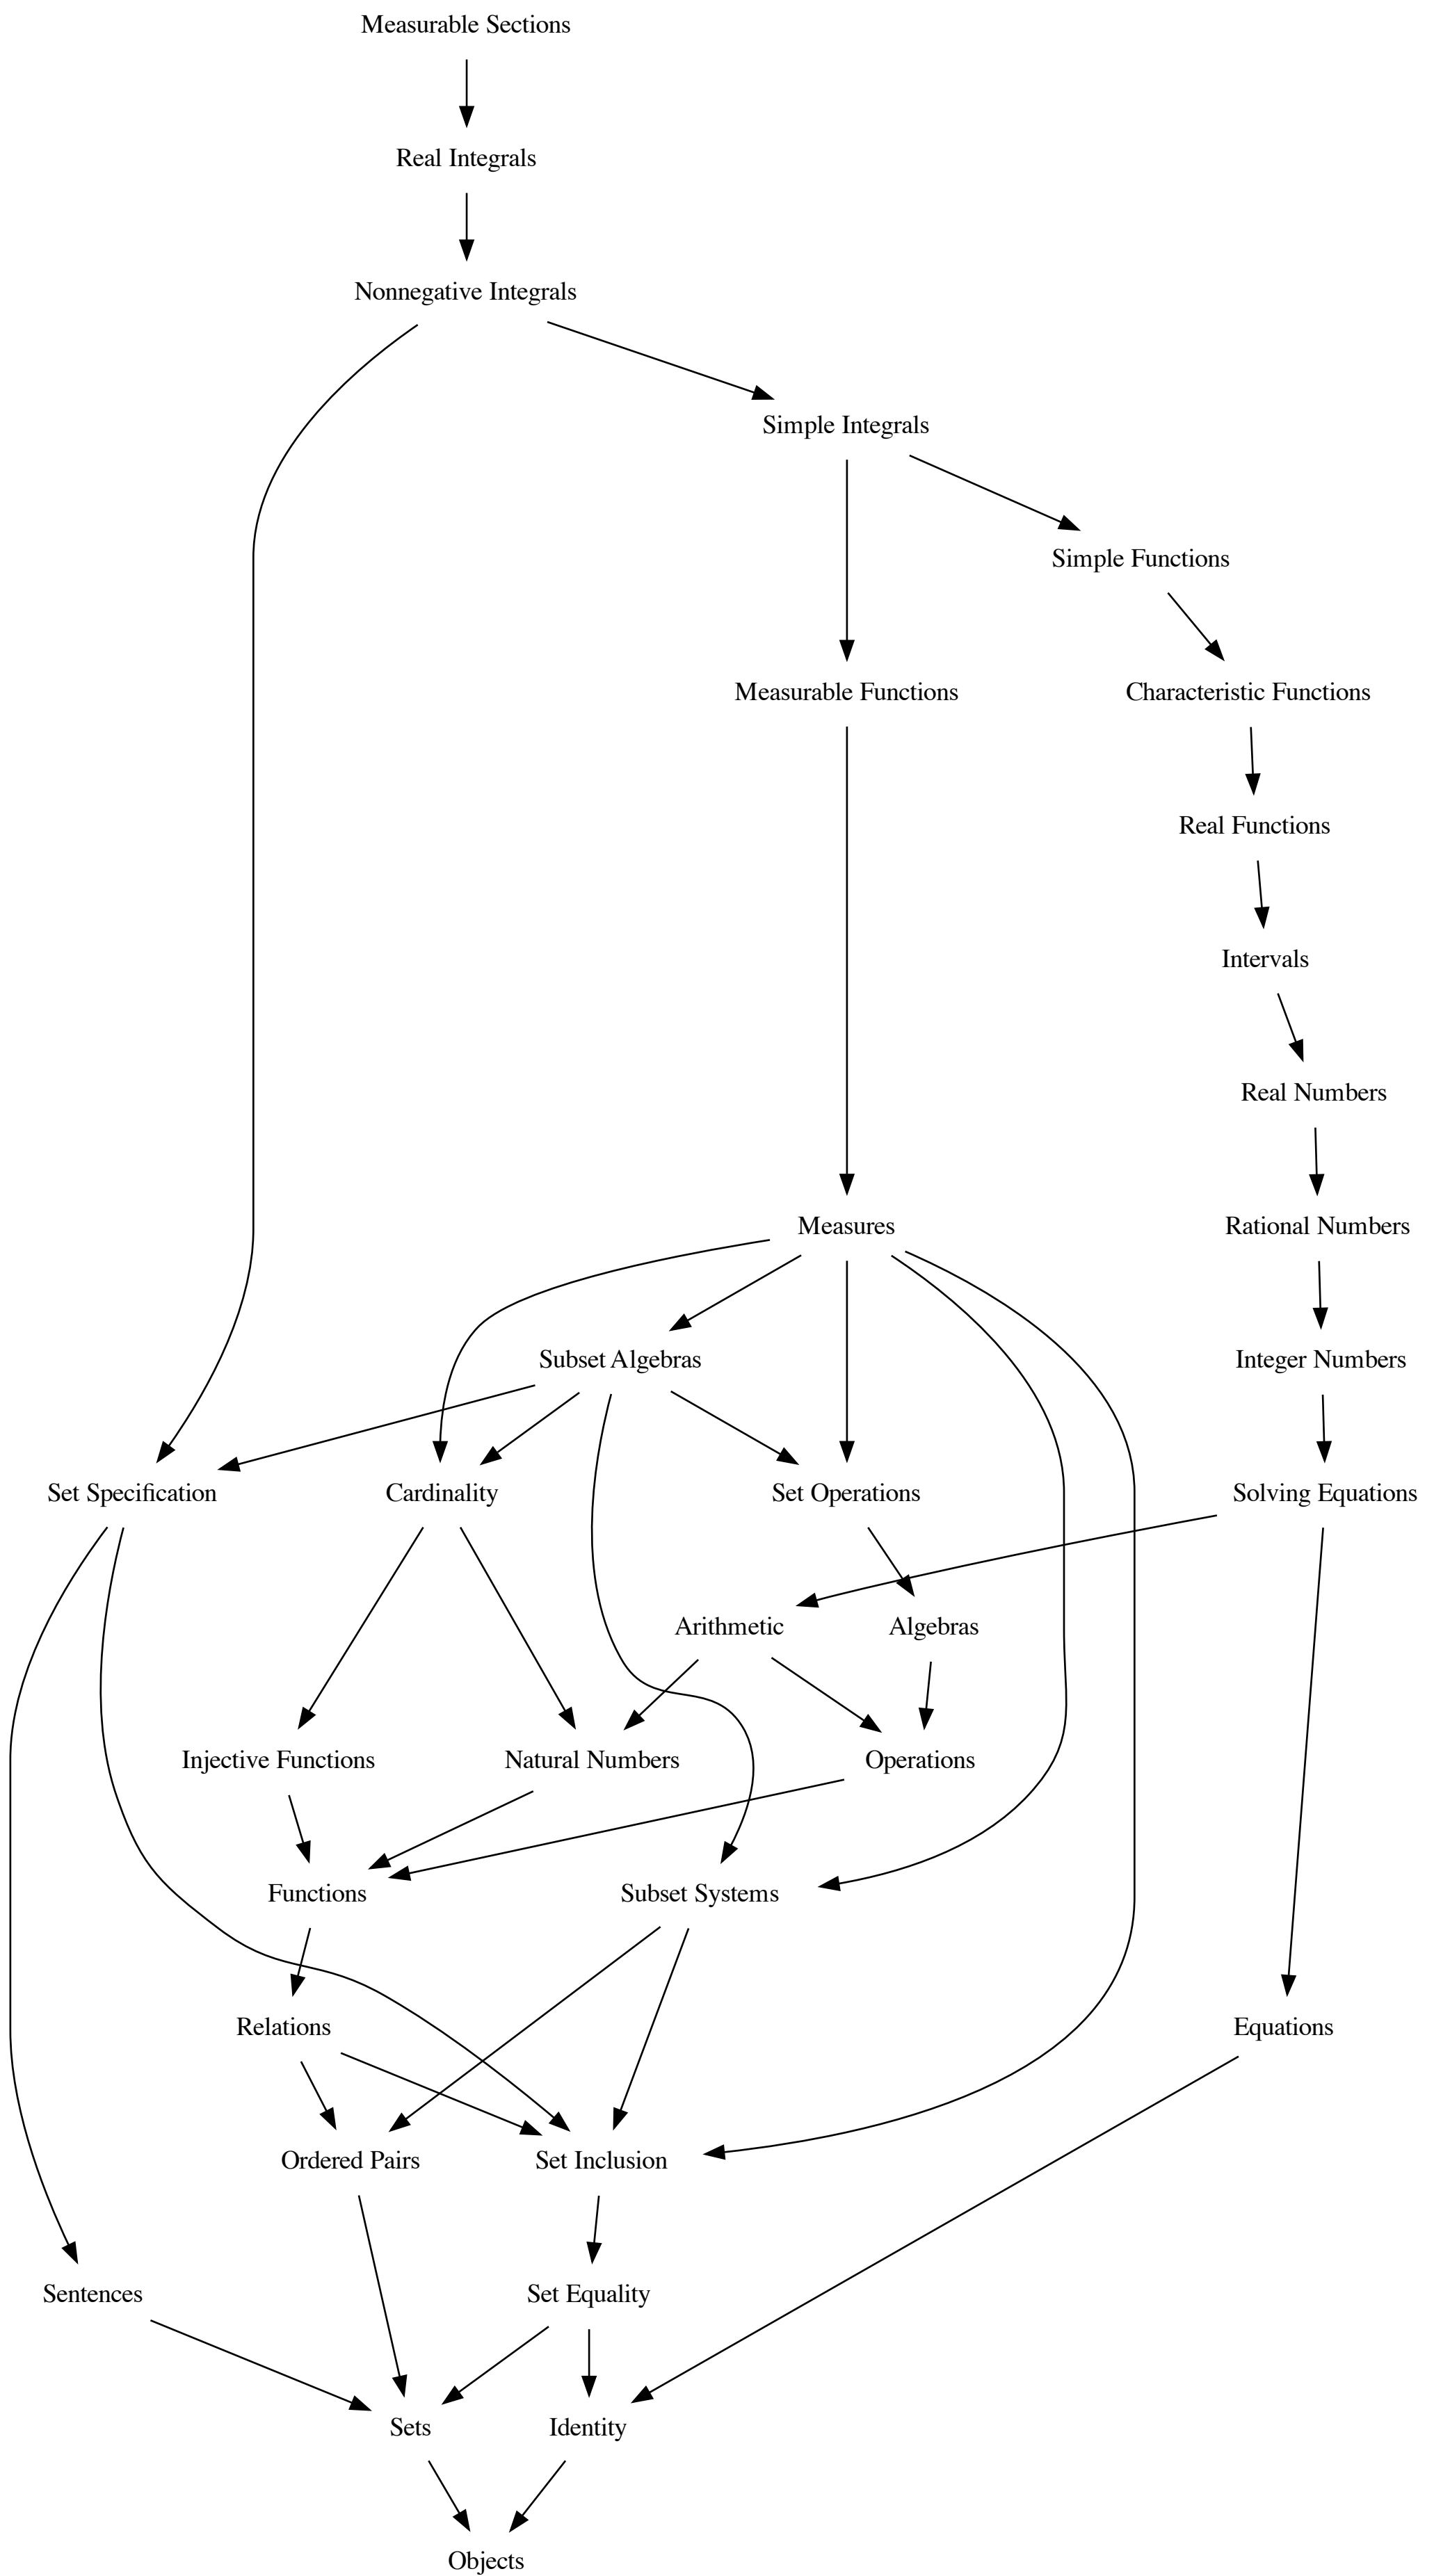 Measurable Sections
Real Integrals
Nonnegative Integrals
Simple Integrals
Simple Functions
Measurable Functions
Characteristic Functions
Real Functions
Intervals
Real Numbers
Measures
Rational Numbers
Subset Algebras
Integer Numbers
Set Specification
Cardinality
Set Operations
Solving Equations
Arithmetic
Algebras
Injective Functions
Natural Numbers
Operations
Functions
Subset Systems
Relations
Equations
Ordered Pairs
Set Inclusion
Sentences
Set Equality
Sets
Identity
Objects